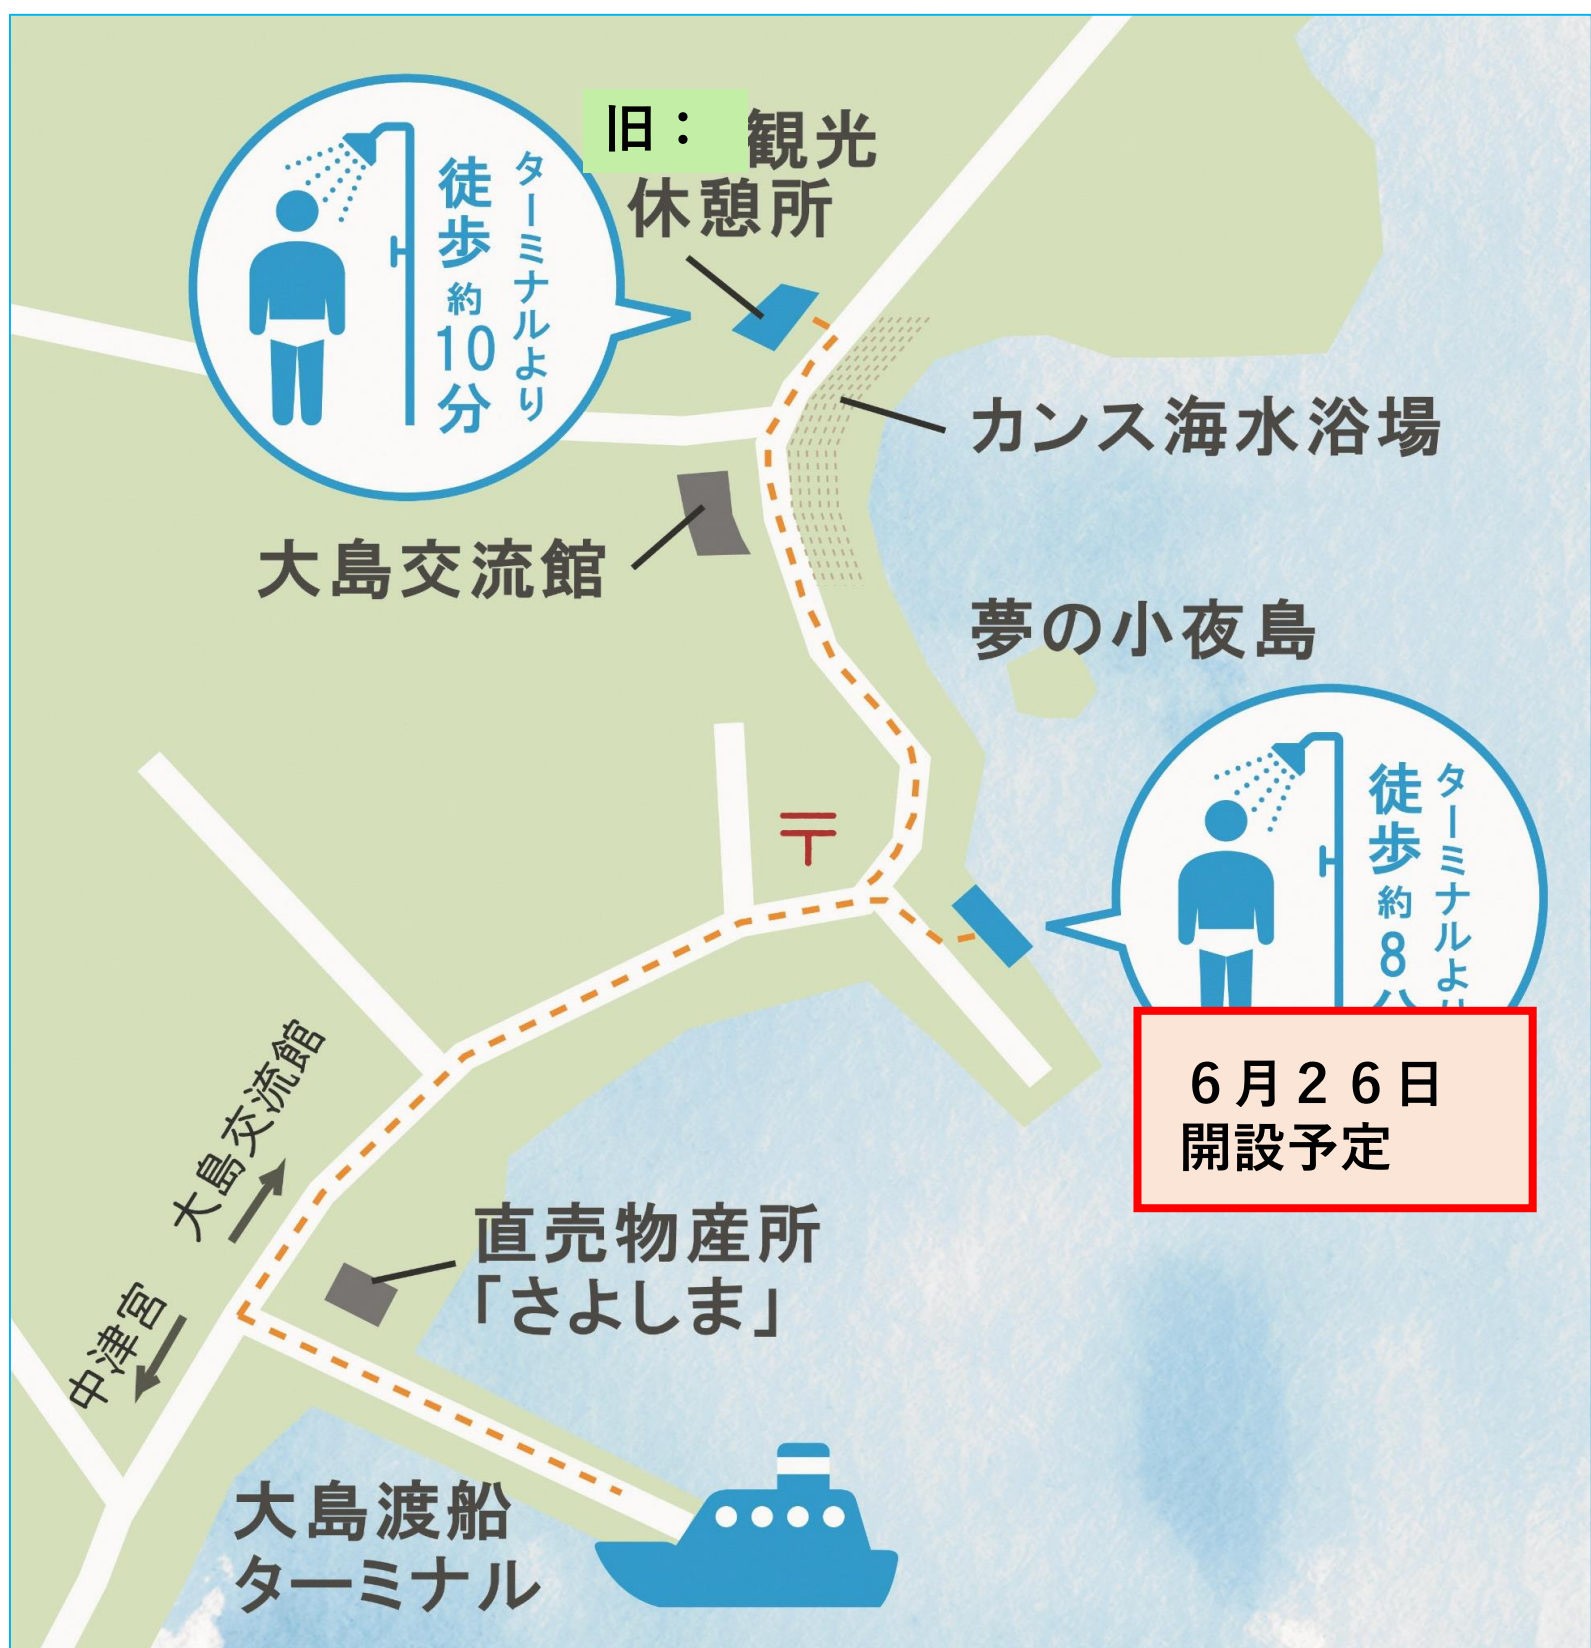 旧：観光
休憩所
ターミナルより
徒歩約10分
カンス海水浴場
大島交流館
夢の小夜島
〒
ターミナルより
徒歩約8分
6月26日
開設予定
大島交流館
中津宮
直売物産所
「さよしま」
大島渡船
ターミナル